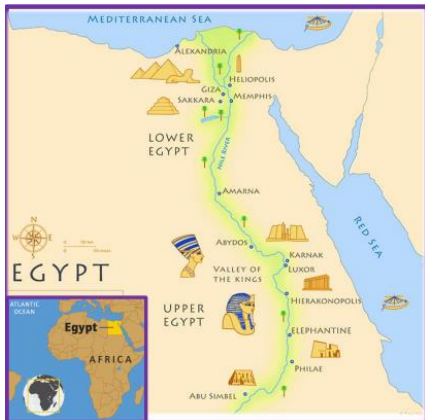 MEDITERRANEAN SEA
ALEXANDRIA
HELIOPOLIS
GIZA
SAKKARA
MEMPHIS
LOWER
EGYPT
NILE RIVER
AMARNA
RED SEA
ABYDOS
KARNAK
LUXOR
VALLEY OF
THE KINGS
EGYPT
HIERAKONOPOLIS
UPPER
EGYPT
ELEPHANTINE
PHILAE
ABU SIMBEL
ATLANTIC
OCEAN
Egypt
AFRICA